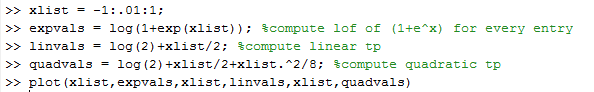 >> xlist = -1:.01:1;
>> expvals = log(1+exp(xlist)); %compute lof of (1+e^x) for every entry
>> linvals = log(2)+xlist/2; %compute linear tp
>> quadvals = log(2)+xlist/2+xlist.^2/8; %compute quadratic tp
>> plot(xlist,expvals,xlist,linvals,xlist,quadvals)